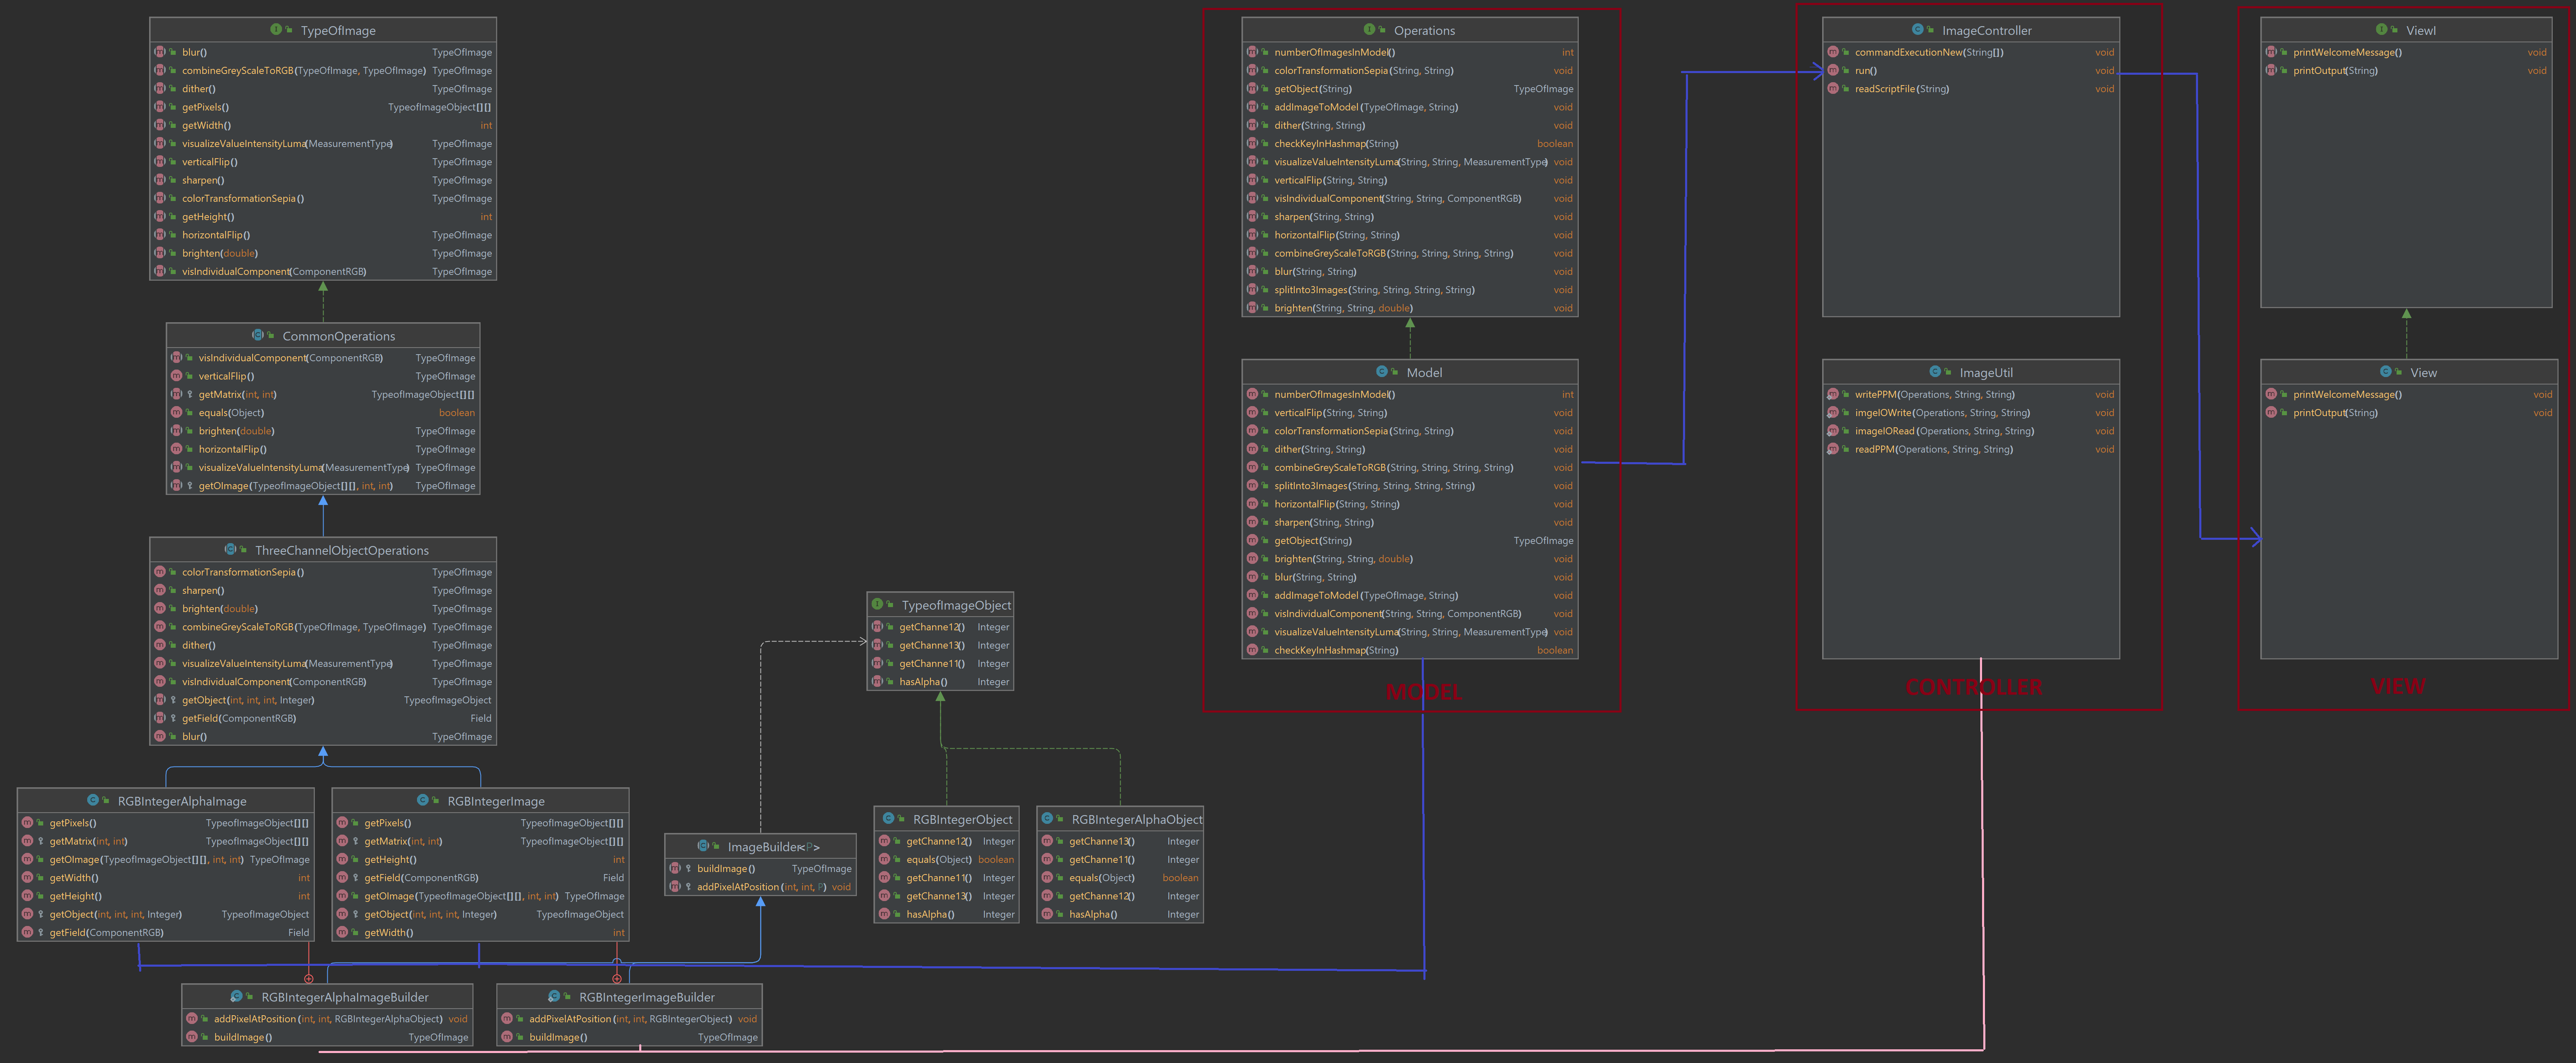 TypeOfImage
blur() TypeOfImage
combineGreyScaleToRGB(TypeOfImage, TypeOfImage) TypeOfImage
dither() TypeOfImage
getPixels() TypeofImageObject[][]
getWidth() int
visualizeValueIntensityLuma(MeasurementType) TypeOfImage
verticalFlip() TypeOfImage
sharpen() TypeOfImage
colorTransformationSepia() TypeOfImage
getHeight() int
horizontalFlip() TypeOfImage
brighten(double) TypeOfImage
visIndividualComponent(ComponentRGB) TypeOfImage
CommonOperations
visIndividualComponent(ComponentRGB) TypeOfImage
verticalFlip() TypeOfImage
getMatrix(int, int) TypeofImageObject[][]
equals(Object) boolean
brighten(double) TypeOfImage
horizontalFlip() TypeOfImage
visualizeValueIntensityLuma(MeasurementType) TypeOfImage
getOImage(TypeofImageObject[][], int, int) TypeOfImage
ThreeChannelObjectOperations
colorTransformationSepia() TypeOfImage
sharpen() TypeOfImage
brighten(double) TypeOfImage
combineGreyScaleToRGB(TypeOfImage, TypeOfImage) TypeOfImage
dither() TypeOfImage
visualizeValueIntensityLuma(MeasurementType) TypeOfImage
visIndividualComponent(ComponentRGB) TypeOfImage
getObject(int, int, int, Integer) TypeofImageObject
getField(ComponentRGB) Field
blur() TypeOfImage
RGBIntegerAlphaImage
getPixels() TypeofImageObject[][]
getMatrix(int, int) TypeofImageObject[][]
getOImage(TypeofImageObject[][], int, int) TypeOfImage
getWidth() int
getHeight() int
getObject(int, int, int, Integer) TypeofImageObject
getField(ComponentRGB) Field
RGBIntegerImage
getPixels() TypeofImageObject[][]
getMatrix(int, int) TypeofImageObject[][]
getHeight() int
getField(ComponentRGB) Field
getOImage(TypeofImageObject[][], int, int) TypeOfImage
getObject(int, int, int, Integer) TypeofImageObject
getWidth() int
RGBIntegerAlphaImageBuilder
addPixelAtPosition(int, int, RGBIntegerAlphaObject) void
buildImage() TypeOfImage
RGBIntegerImageBuilder
addPixelAtPosition(int, int, RGBIntegerObject) void
buildImage() TypeOfImage
ImageBuilder<P>
buildImage() TypeOfImage
addPixelAtPosition(int, int, P) void
TypeofImageObject
getChannel2() Integer
getChannel3() Integer
getChannel1() Integer
hasAlpha() Integer
RGBIntegerObject
getChannel2() Integer
equals(Object) boolean
getChannel1() Integer
getChannel3() Integer
hasAlpha() Integer
RGBIntegerAlphaObject
getChannel3() Integer
getChannel1() Integer
equals(Object) boolean
getChannel2() Integer
hasAlpha() Integer
Operations
numberOfImagesInModel() int
colorTransformationSepia(String, String) void
getObject(String) TypeOfImage
addImageToModel(TypeOfImage, String) void
dither(String, String) void
checkKeyInHashmap(String) boolean
visualizeValueIntensityLuma(String, String, MeasurementType) void
verticalFlip(String, String) void
visIndividualComponent(String, String, ComponentRGB) void
sharpen(String, String) void
horizontalFlip(String, String) void
combineGreyScaleToRGB(String, String, String, String) void
blur(String, String) void
splitInto3Images(String, String, String, String) void
brighten(String, String, double) void
Model
numberOfImagesInModel() int
verticalFlip(String, String) void
colorTransformationSepia(String, String) void
dither(String, String) void
combineGreyScaleToRGB(String, String, String, String) void
splitInto3Images(String, String, String, String) void
horizontalFlip(String, String) void
sharpen(String, String) void
getObject(String) TypeOfImage
brighten(String, String, double) void
blur(String, String) void
addImageToModel(TypeOfImage, String) void
visIndividualComponent(String, String, ComponentRGB) void
visualizeValueIntensityLuma(String, String, MeasurementType) void
checkKeyInHashmap(String) boolean
MODEL
ImageController
commandExecutionNew(String[]) void
run() void
readScriptFile(String) void
ImageUtil
writePPM(Operations, String, String) void
imgeIOWrite(Operations, String, String) void
imageIORead(Operations, String, String) void
readPPM(Operations, String, String) void
CONTROLLER
ViewI
printWelcomeMessage() void
printOutput(String) void
View
printWelcomeMessage() void
printOutput(String) void
VIEW